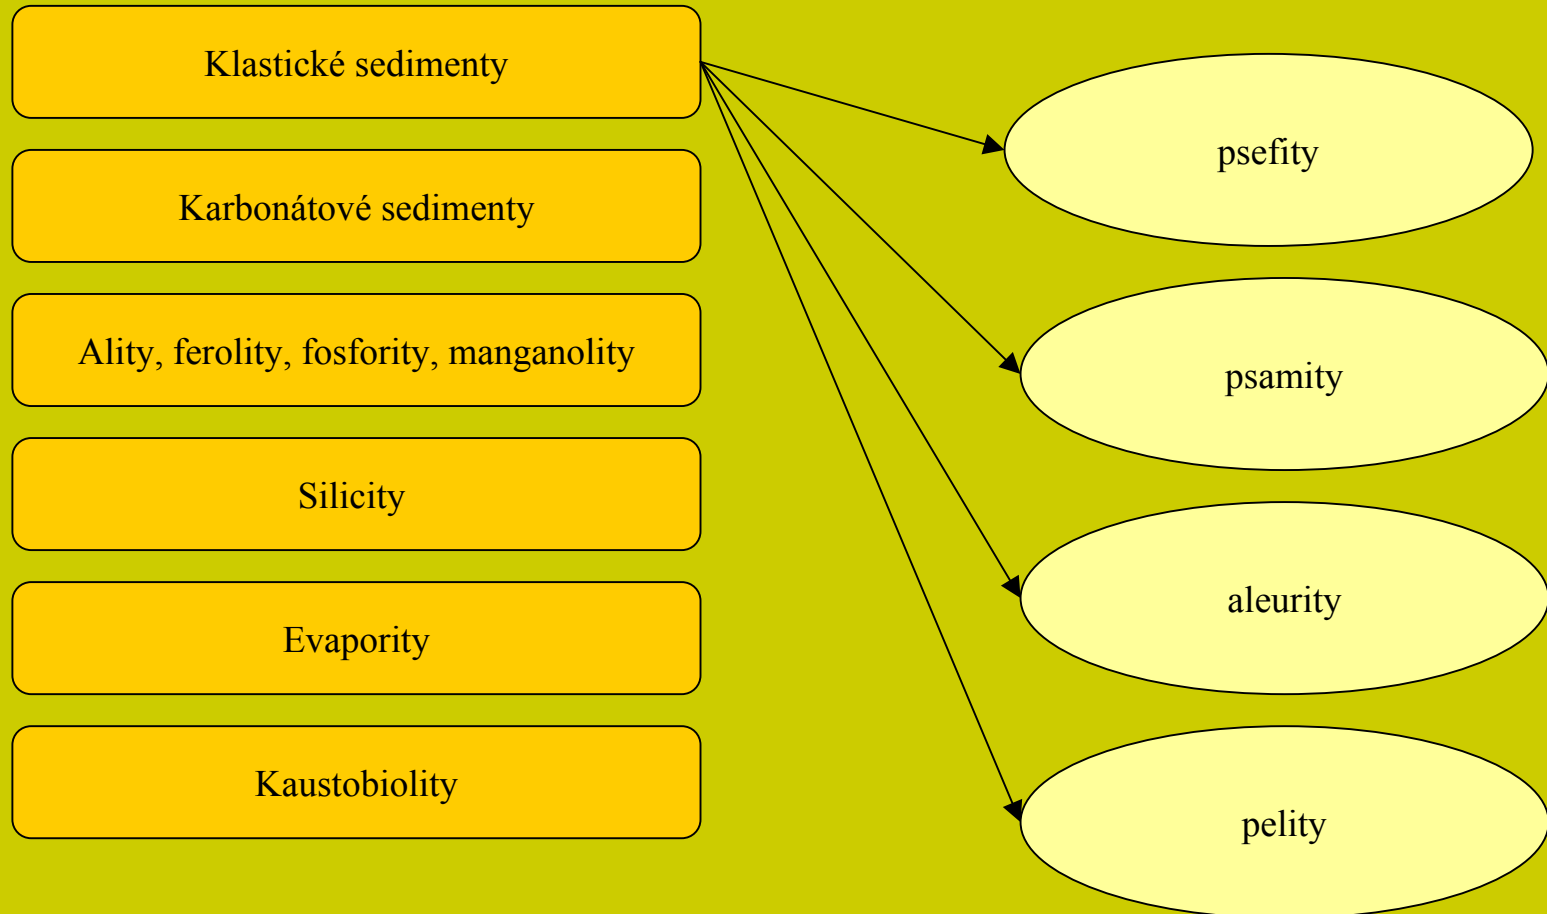 Klastické sedimenty
Karbonátové sedimenty
Ality, ferolity, fosfority, manganolity
Silicity
Evapority
Kaustobiolity
psefity
psamity
aleurity
pelity